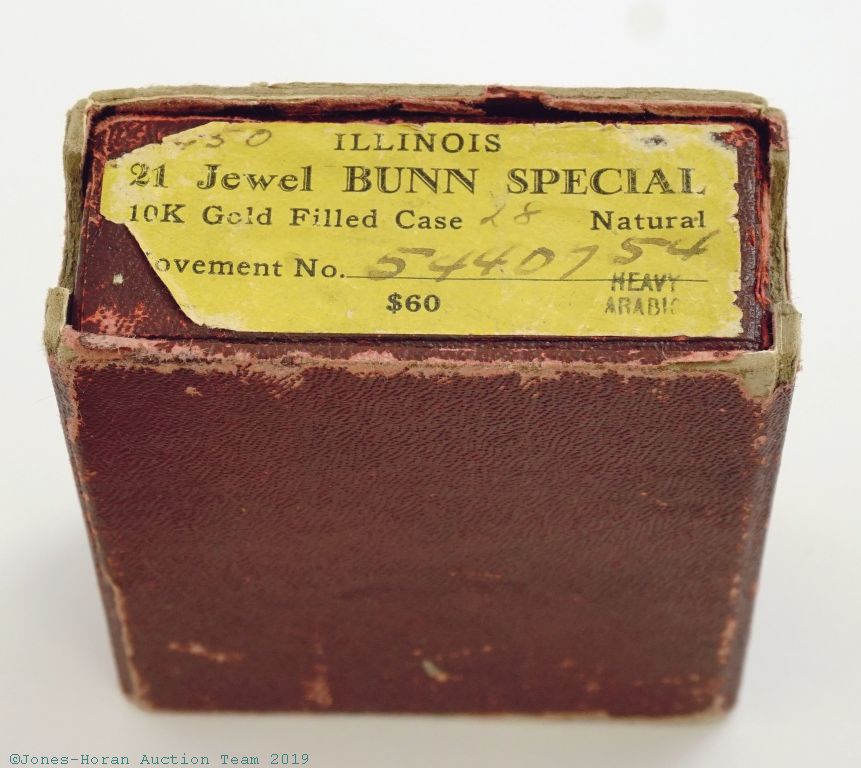 450 ILLINOIS
21 Jewel BUNN SPECIAL
10K Gold Filled Case 28 Natural
ovement No. 5440754
$60 HEAVY
ARABIC
©Jones-Horan Auction Team 2019